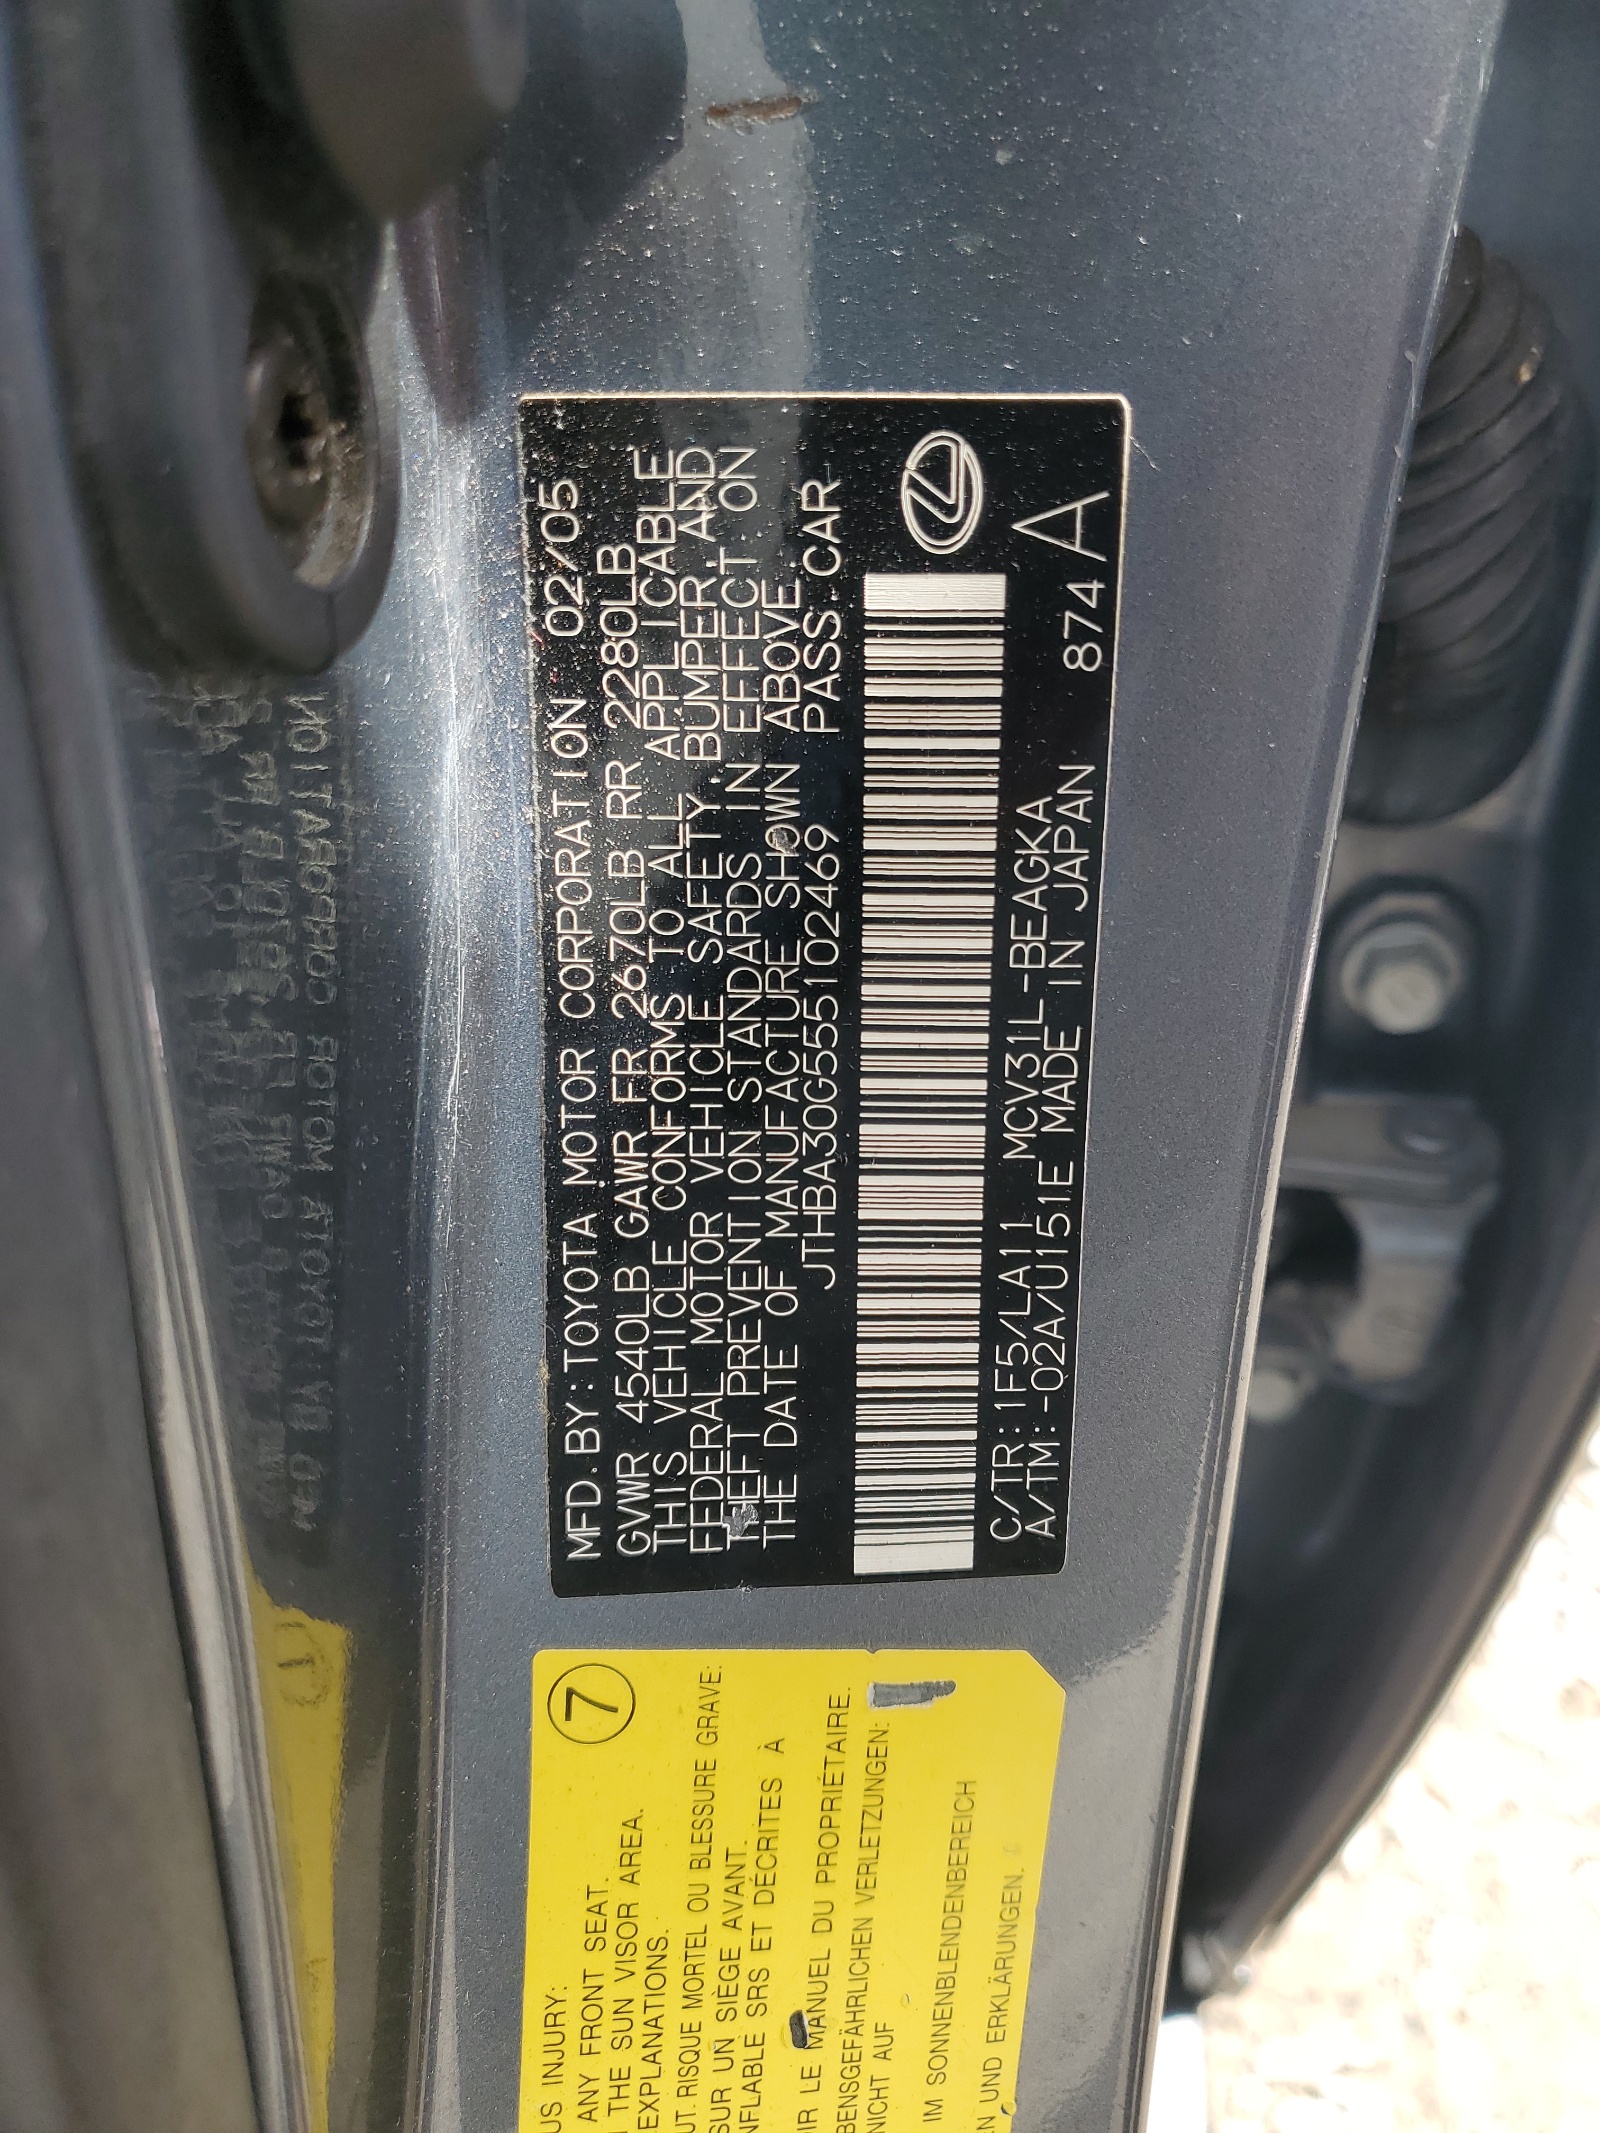 MFD.BY:TOYOTA MOTOR CORPORATION 02/05
GVWR 4540LB GAWR FR 2670LB RR 2280LB
THIS VEHICLE CONFORMS TO ALL APPLICABLE
FEDERAL MOTOR VEHICLE SAFETY, BUMPER, AND
THEFT PREVENTION STANDARDS IN EFFECT ON
THE DATE OF MANUFACTURE SHOWN ABOVE.
JTHBA30G555102469 PASS.CAR
C/TR:1F5/LA11 MCV31L-BEAGKA
A/TM:-02A/U151E MADE IN JAPAN 874 A
7
US INJURY:
ANY FRONT SEAT.
THE SUN VISOR AREA.
EXPLANATIONS.
UT. RISQUE MORTEL OU BLESSURE GRAVE:
SUR UN SIÈGE AVANT.
NFLABLE SRS ET DÉCRITES À
IR LE MANUEL DU PROPRIÉTAIRE.
BENSGEFÄHRLICHEN VERLETZUNGEN:
NICHT AUF
IM SONNENBLENDENBEREICH
N UND ERKLÄRUNGEN.